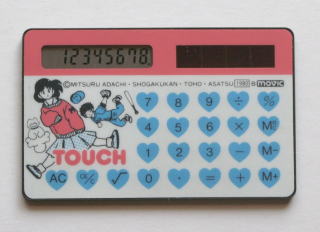 12345678.
©MITSURU ADACHI · SHOGAKUKAN · TOHO · ASATSU 1985 movic
7 8 9 ÷ %
4 5 6 × M
1 2 3 − M−
TOUCH
AC √ 0 · = + M+